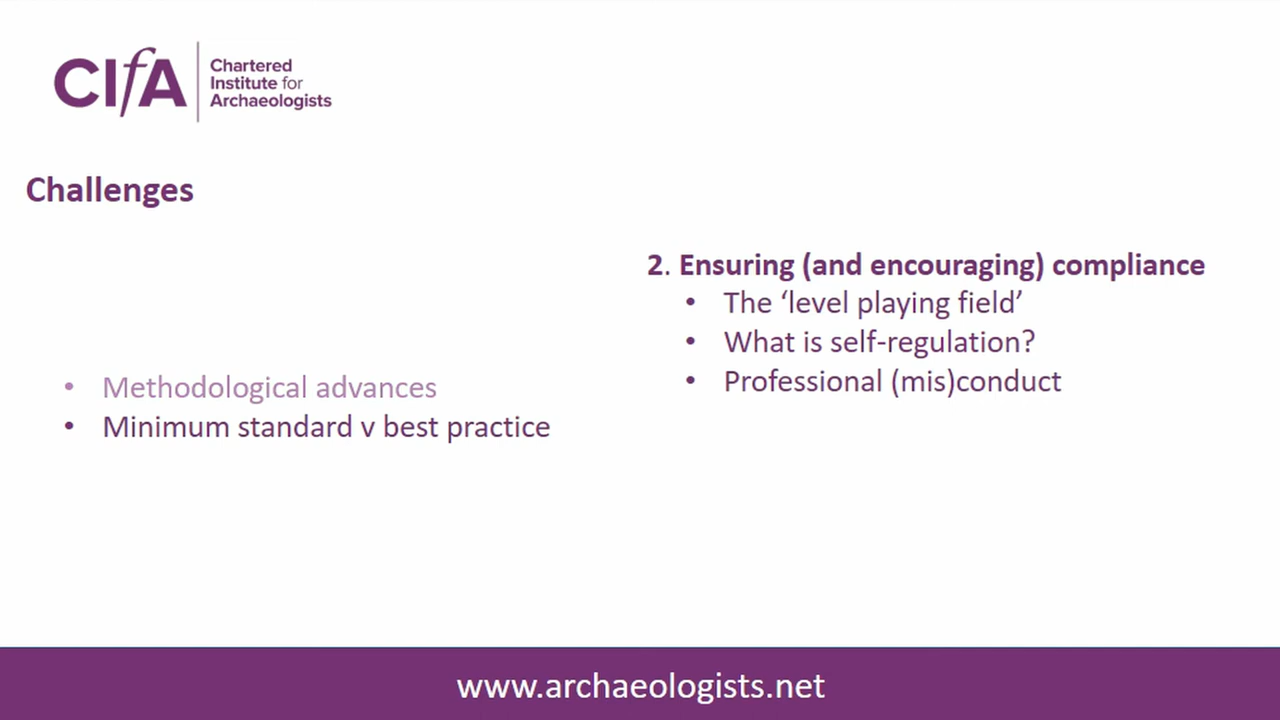 CIfA
Chartered
Institute for
Archaeologists
Challenges
• Methodological advances
• Minimum standard v best practice
2. Ensuring (and encouraging) compliance
• The ‘level playing field’
• What is self-regulation?
• Professional (mis)conduct
www.archaeologists.net